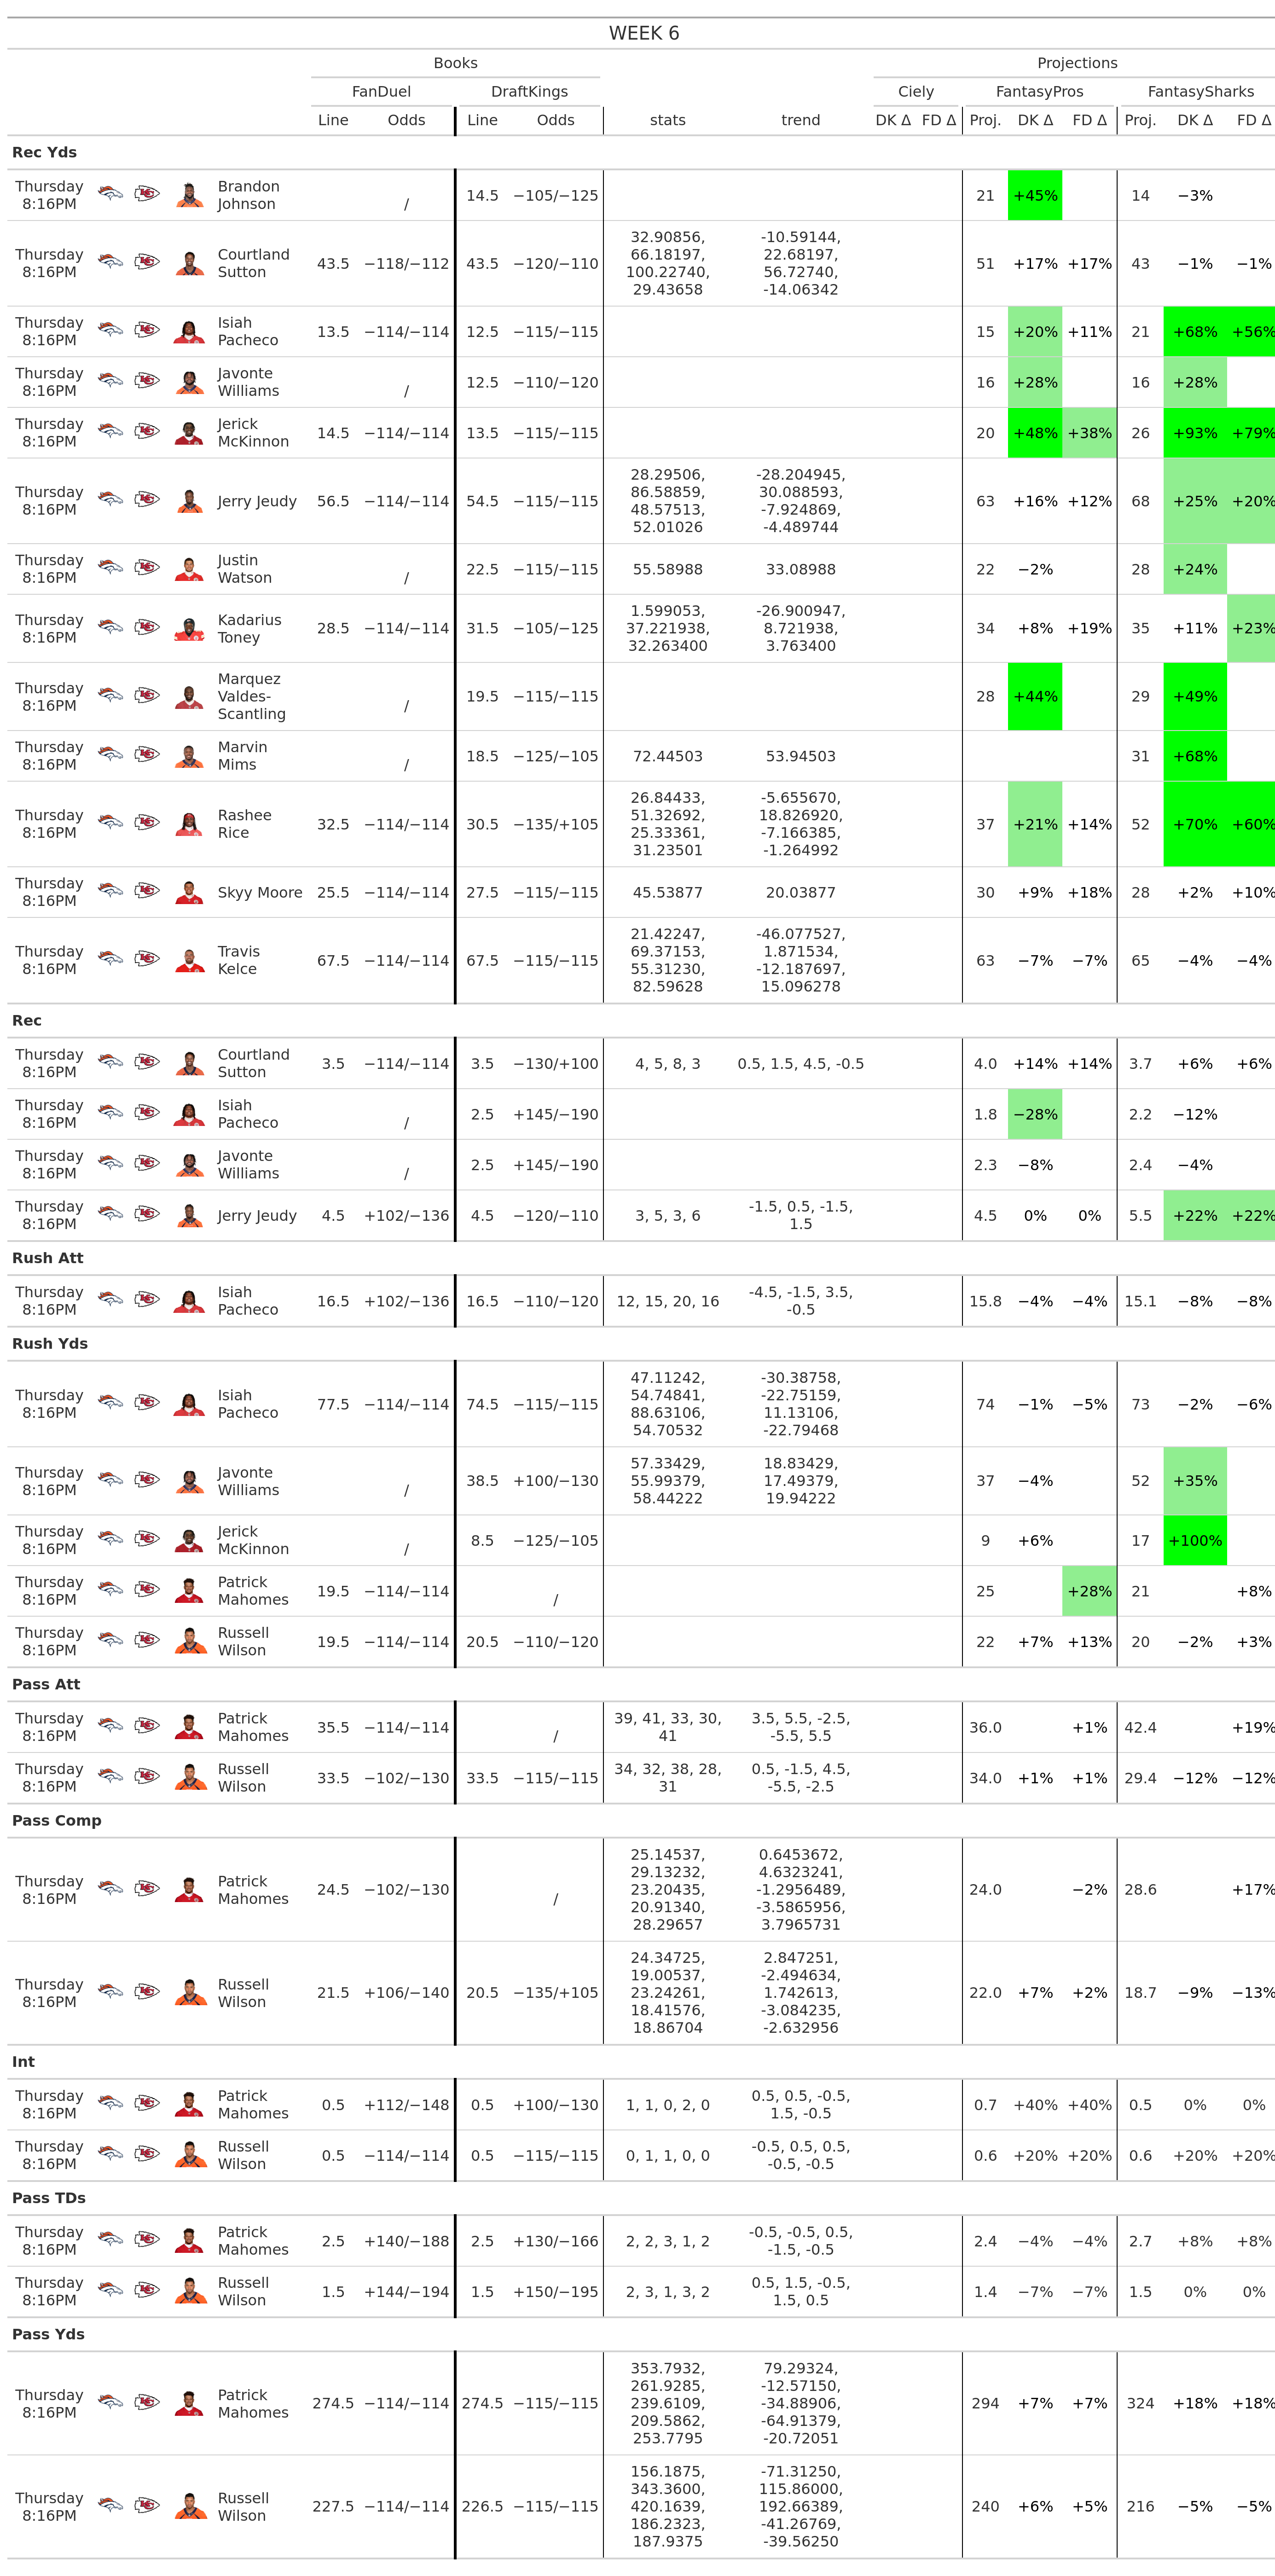 WEEK 6
Books Projections
FanDuel DraftKings Ciely FantasyPros FantasySharks
Line Odds Line Odds stats trend DK Δ FD Δ Proj. DK Δ FD Δ Proj. DK Δ FD Δ
Rec Yds
Thursday 8:16PM Brandon Johnson / 14.5 −105/−125 21 +45% 14 −3%
Thursday 8:16PM Courtland Sutton 43.5 −118/−112 43.5 −120/−110 32.90856, 66.18197, 100.22740, 29.43658 -10.59144, 22.68197, 56.72740, -14.06342 51 +17% +17% 43 −1% −1%
Thursday 8:16PM Isiah Pacheco 13.5 −114/−114 12.5 −115/−115 15 +20% +11% 21 +68% +56%
Thursday 8:16PM Javonte Williams / 12.5 −110/−120 16 +28% 16 +28%
Thursday 8:16PM Jerick McKinnon 14.5 −114/−114 13.5 −115/−115 20 +48% +38% 26 +93% +79%
Thursday 8:16PM Jerry Jeudy 56.5 −114/−114 54.5 −115/−115 28.29506, 86.58859, 48.57513, 52.01026 -28.204945, 30.088593, -7.924869, -4.489744 63 +16% +12% 68 +25% +20%
Thursday 8:16PM Justin Watson / 22.5 −115/−115 55.58988 33.08988 22 −2% 28 +24%
Thursday 8:16PM Kadarius Toney 28.5 −114/−114 31.5 −105/−125 1.599053, 37.221938, 32.263400 -26.900947, 8.721938, 3.763400 34 +8% +19% 35 +11% +23%
Thursday 8:16PM Marquez Valdes-Scantling / 19.5 −115/−115 28 +44% 29 +49%
Thursday 8:16PM Marvin Mims / 18.5 −125/−105 72.44503 53.94503 31 +68%
Thursday 8:16PM Rashee Rice 32.5 −114/−114 30.5 −135/+105 26.84433, 51.32692, 25.33361, 31.23501 -5.655670, 18.826920, -7.166385, -1.264992 37 +21% +14% 52 +70% +60%
Thursday 8:16PM Skyy Moore 25.5 −114/−114 27.5 −115/−115 45.53877 20.03877 30 +9% +18% 28 +2% +10%
Thursday 8:16PM Travis Kelce 67.5 −114/−114 67.5 −115/−115 21.42247, 69.37153, 55.31230, 82.59628 -46.077527, 1.871534, -12.187697, 15.096278 63 −7% −7% 65 −4% −4%
Rec
Thursday 8:16PM Courtland Sutton 3.5 −114/−114 3.5 −130/+100 4, 5, 8, 3 0.5, 1.5, 4.5, -0.5 4.0 +14% +14% 3.7 +6% +6%
Thursday 8:16PM Isiah Pacheco / 2.5 +145/−190 1.8 −28% 2.2 −12%
Thursday 8:16PM Javonte Williams / 2.5 +145/−190 2.3 −8% 2.4 −4%
Thursday 8:16PM Jerry Jeudy 4.5 +102/−136 4.5 −120/−110 3, 5, 3, 6 -1.5, 0.5, -1.5, 1.5 4.5 0% 0% 5.5 +22% +22%
Rush Att
Thursday 8:16PM Isiah Pacheco 16.5 +102/−136 16.5 −110/−120 12, 15, 20, 16 -4.5, -1.5, 3.5, -0.5 15.8 −4% −4% 15.1 −8% −8%
Rush Yds
Thursday 8:16PM Isiah Pacheco 77.5 −114/−114 74.5 −115/−115 47.11242, 54.74841, 88.63106, 54.70532 -30.38758, -22.75159, 11.13106, -22.79468 74 −1% −5% 73 −2% −6%
Thursday 8:16PM Javonte Williams / 38.5 +100/−130 57.33429, 55.99379, 58.44222 18.83429, 17.49379, 19.94222 37 −4% 52 +35%
Thursday 8:16PM Jerick McKinnon / 8.5 −125/−105 9 +6% 17 +100%
Thursday 8:16PM Patrick Mahomes 19.5 −114/−114 / 25 +28% 21 +8%
Thursday 8:16PM Russell Wilson 19.5 −114/−114 20.5 −110/−120 22 +7% +13% 20 −2% +3%
Pass Att
Thursday 8:16PM Patrick Mahomes 35.5 −114/−114 / 39, 41, 33, 30, 41 3.5, 5.5, -2.5, -5.5, 5.5 36.0 +1% 42.4 +19%
Thursday 8:16PM Russell Wilson 33.5 −102/−130 33.5 −115/−115 34, 32, 38, 28, 31 0.5, -1.5, 4.5, -5.5, -2.5 34.0 +1% +1% 29.4 −12% −12%
Pass Comp
Thursday 8:16PM Patrick Mahomes 24.5 −102/−130 / 25.14537, 29.13232, 23.20435, 20.91340, 28.29657 0.6453672, 4.6323241, -1.2956489, -3.5865956, 3.7965731 24.0 −2% 28.6 +17%
Thursday 8:16PM Russell Wilson 21.5 +106/−140 20.5 −135/+105 24.34725, 19.00537, 23.24261, 18.41576, 18.86704 2.847251, -2.494634, 1.742613, -3.084235, -2.632956 22.0 +7% +2% 18.7 −9% −13%
Int
Thursday 8:16PM Patrick Mahomes 0.5 +112/−148 0.5 +100/−130 1, 1, 0, 2, 0 0.5, 0.5, -0.5, 1.5, -0.5 0.7 +40% +40% 0.5 0% 0%
Thursday 8:16PM Russell Wilson 0.5 −114/−114 0.5 −115/−115 0, 1, 1, 0, 0 -0.5, 0.5, 0.5, -0.5, -0.5 0.6 +20% +20% 0.6 +20% +20%
Pass TDs
Thursday 8:16PM Patrick Mahomes 2.5 +140/−188 2.5 +130/−166 2, 2, 3, 1, 2 -0.5, -0.5, 0.5, -1.5, -0.5 2.4 −4% −4% 2.7 +8% +8%
Thursday 8:16PM Russell Wilson 1.5 +144/−194 1.5 +150/−195 2, 3, 1, 3, 2 0.5, 1.5, -0.5, 1.5, 0.5 1.4 −7% −7% 1.5 0% 0%
Pass Yds
Thursday 8:16PM Patrick Mahomes 274.5 −114/−114 274.5 −115/−115 353.7932, 261.9285, 239.6109, 209.5862, 253.7795 79.29324, -12.57150, -34.88906, -64.91379, -20.72051 294 +7% +7% 324 +18% +18%
Thursday 8:16PM Russell Wilson 227.5 −114/−114 226.5 −115/−115 156.1875, 343.3600, 420.1639, 186.2323, 187.9375 -71.31250, 115.86000, 192.66389, -41.26769, -39.56250 240 +6% +5% 216 −5% −5%